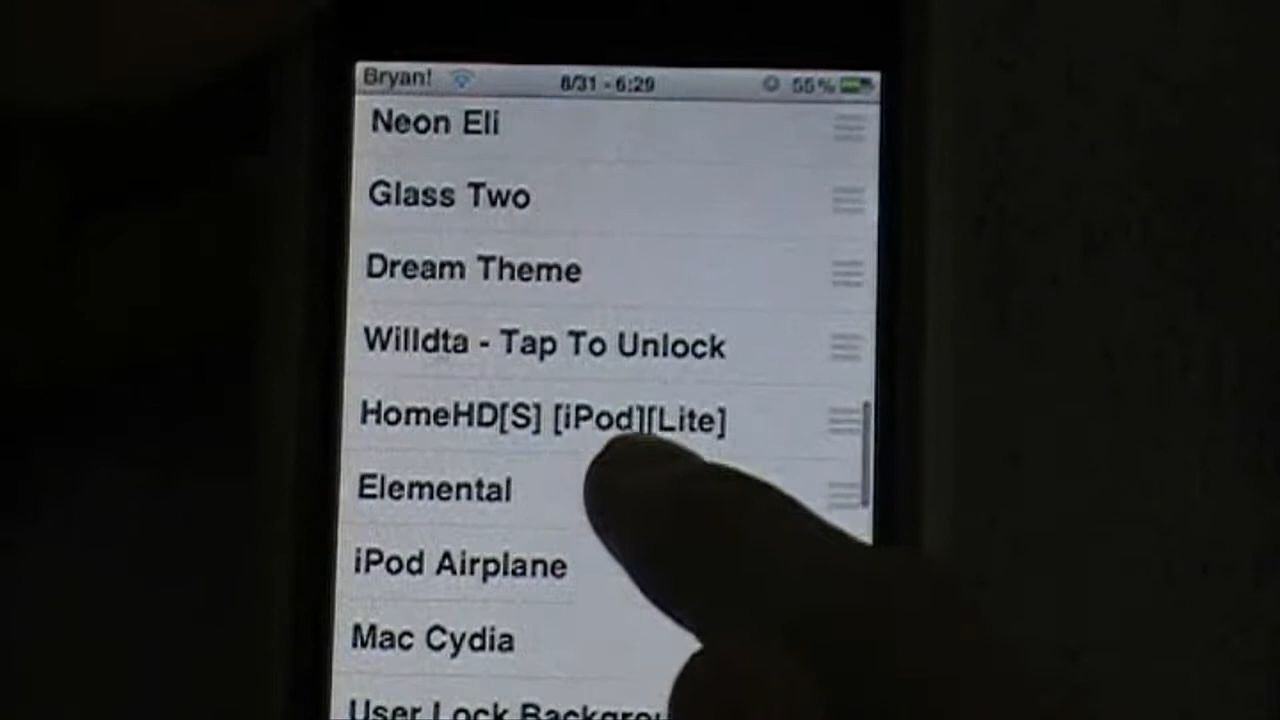 Bryan! 8/31 - 6:29 55%
Neon Eli
Glass Two
Dream Theme
Willdta - Tap To Unlock
HomeHD[S] [iPod][Lite]
Elemental
iPod Airplane
Mac Cydia
User Lock